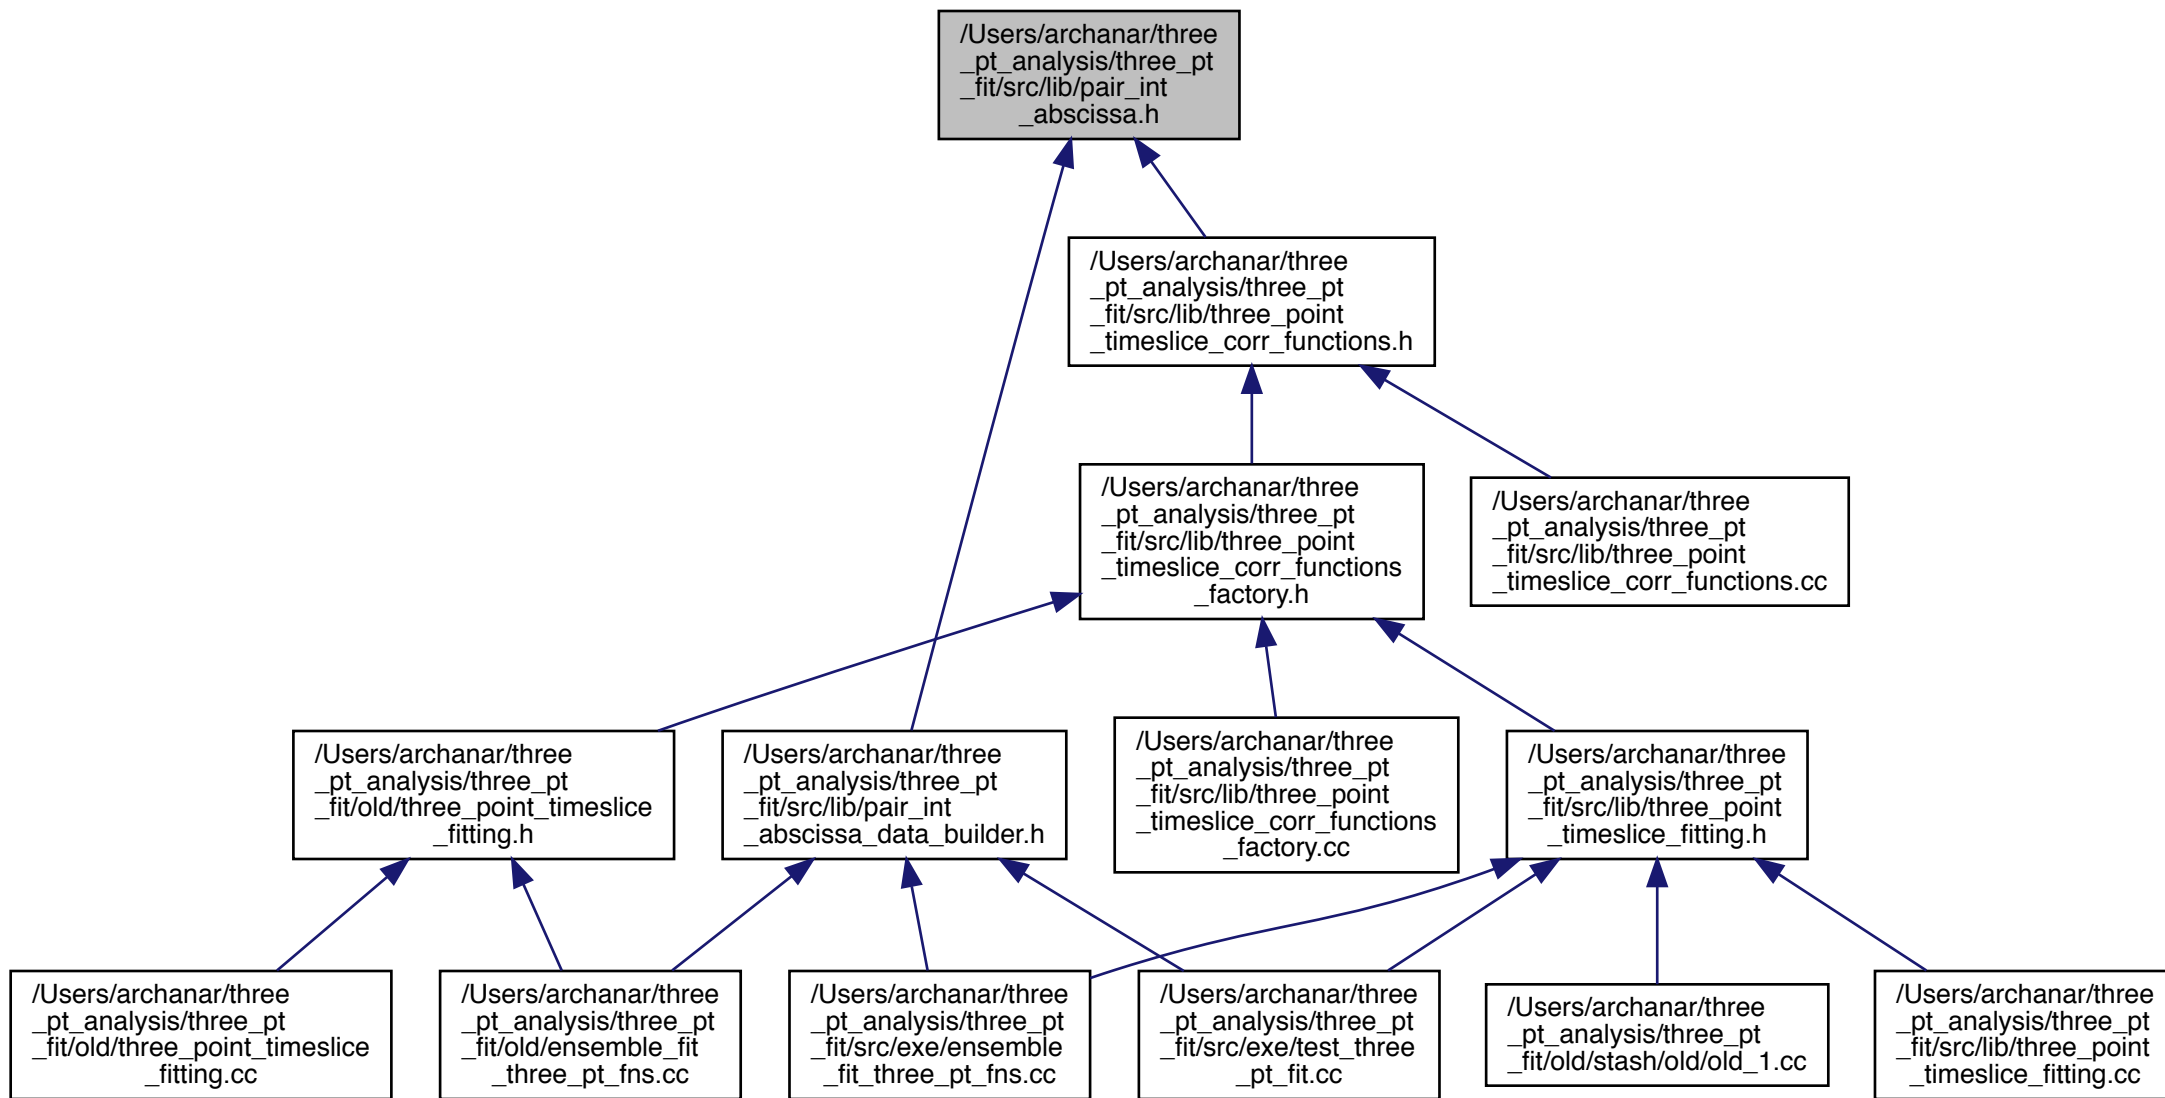 /Users/archanar/three
_pt_analysis/three_pt
_fit/src/lib/pair_int
_abscissa.h
/Users/archanar/three
_pt_analysis/three_pt
_fit/src/lib/three_point
_timeslice_corr_functions.h
/Users/archanar/three
_pt_analysis/three_pt
_fit/src/lib/three_point
_timeslice_corr_functions
_factory.h
/Users/archanar/three
_pt_analysis/three_pt
_fit/src/lib/three_point
_timeslice_corr_functions.cc
/Users/archanar/three
_pt_analysis/three_pt
_fit/old/three_point_timeslice
_fitting.h
/Users/archanar/three
_pt_analysis/three_pt
_fit/src/lib/pair_int
_abscissa_data_builder.h
/Users/archanar/three
_pt_analysis/three_pt
_fit/src/lib/three_point
_timeslice_corr_functions
_factory.cc
/Users/archanar/three
_pt_analysis/three_pt
_fit/src/lib/three_point
_timeslice_fitting.h
/Users/archanar/three
_pt_analysis/three_pt
_fit/old/three_point_timeslice
_fitting.cc
/Users/archanar/three
_pt_analysis/three_pt
_fit/old/ensemble_fit
_three_pt_fns.cc
/Users/archanar/three
_pt_analysis/three_pt
_fit/src/exe/ensemble
_fit_three_pt_fns.cc
/Users/archanar/three
_pt_analysis/three_pt
_fit/src/exe/test_three
_pt_fit.cc
/Users/archanar/three
_pt_analysis/three_pt
_fit/old/stash/old/old_1.cc
/Users/archanar/three
_pt_analysis/three_pt
_fit/src/lib/three_point
_timeslice_fitting.cc